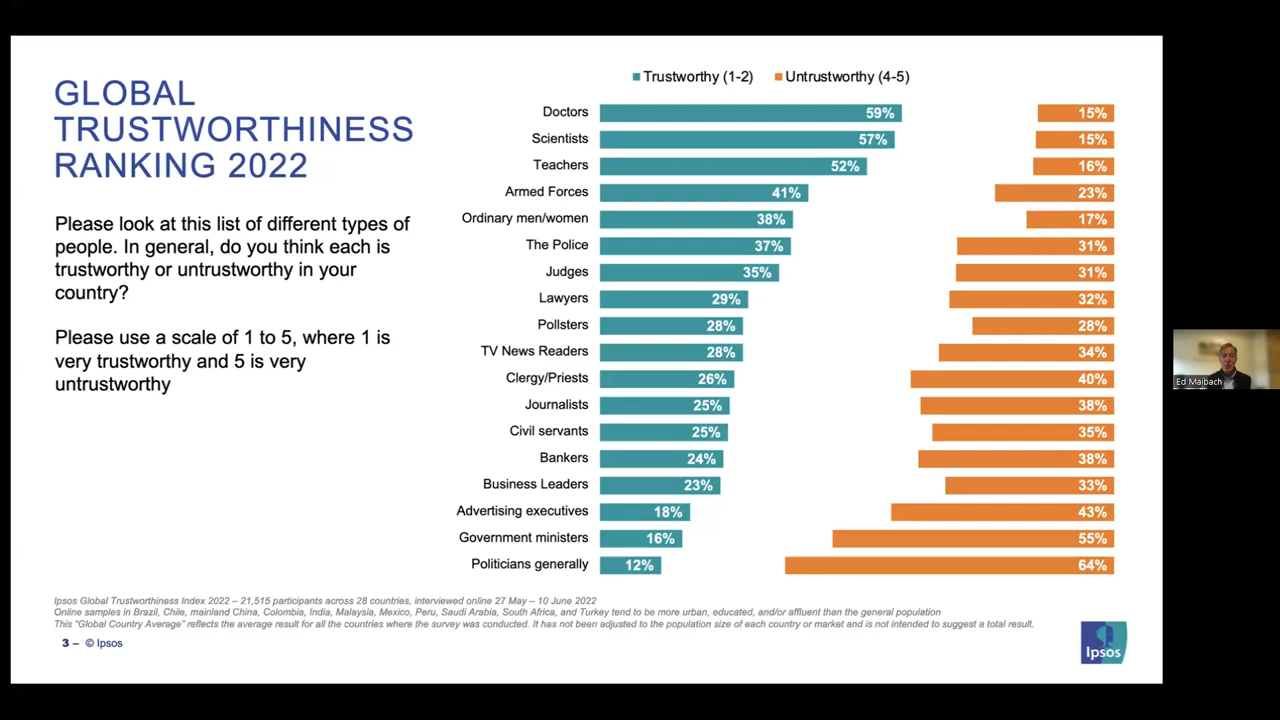 GLOBAL
TRUSTWORTHINESS
RANKING 2022
Please look at this list of different types of
people. In general, do you think each is
trustworthy or untrustworthy in your
country?
Please use a scale of 1 to 5, where 1 is
very trustworthy and 5 is very
untrustworthy
Trustworthy (1-2) Untrustworthy (4-5)
Doctors 59% 15%
Scientists 57% 15%
Teachers 52% 16%
Armed Forces 41% 23%
Ordinary men/women 38% 17%
The Police 37% 31%
Judges 35% 31%
Lawyers 29% 32%
Pollsters 28% 28%
TV News Readers 28% 34%
Clergy/Priests 26% 40%
Journalists 25% 38%
Civil servants 25% 35%
Bankers 24% 38%
Business Leaders 23% 33%
Advertising executives 18% 43%
Government ministers 16% 55%
Politicians generally 12% 64%
Ipsos Global Trustworthiness Index 2022 – 21,515 participants across 28 countries, interviewed online 27 May – 10 June 2022
Online samples in Brazil, Chile, mainland China, Colombia, India, Malaysia, Mexico, Peru, Saudi Arabia, South Africa, and Turkey tend to be more urban, educated, and/or affluent than the general population
This "Global Country Average" reflects the average result for all the countries where the survey was conducted. It has not been adjusted to the population size of each country or market and is not intended to suggest a total result.
3 – © Ipsos
Ipsos
Ed Maibach